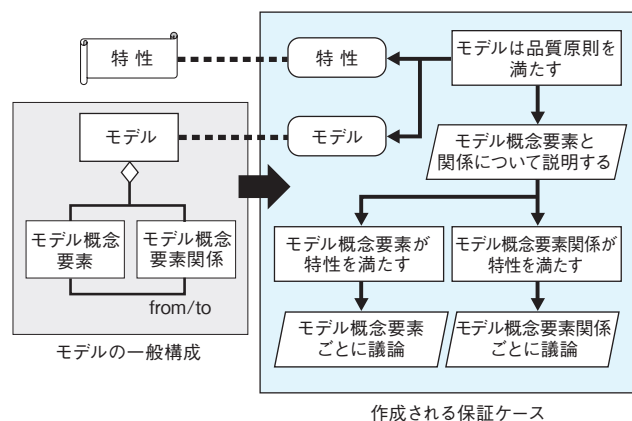 特 性
特 性
モデルは品質原則を
満たす
モデル
モデル
モデル概念要素と
関係について説明する
モデル概念
要素
モデル概念
要素関係
from/to
モデル概念要素が
特性を満たす
モデル概念要素関係が
特性を満たす
モデル概念要素
ごとに議論
モデル概念要素関係
ごとに議論
モデルの一般構成
作成される保証ケース